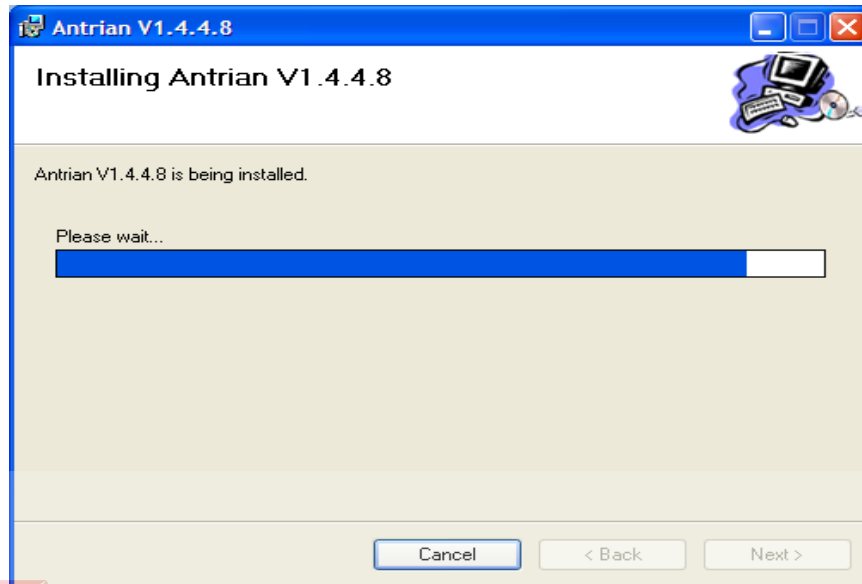 Antrian V1.4.4.8
Installing Antrian V1.4.4.8
Antrian V1.4.4.8 is being installed.
Please wait...
Cancel
< Back
Next >